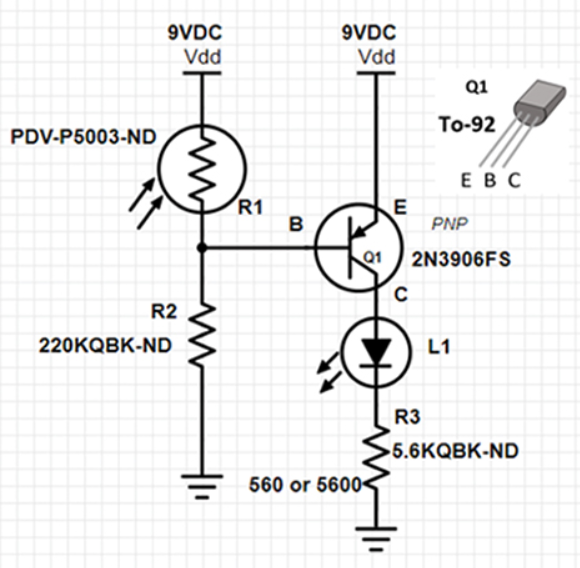 9VDC
Vdd
9VDC
Vdd
Q1
To-92
E B C
PDV-P5003-ND
R1
B
E
PNP
Q1
2N3906FS
C
R2
220KQBK-ND
L1
R3
5.6KQBK-ND
560 or 5600